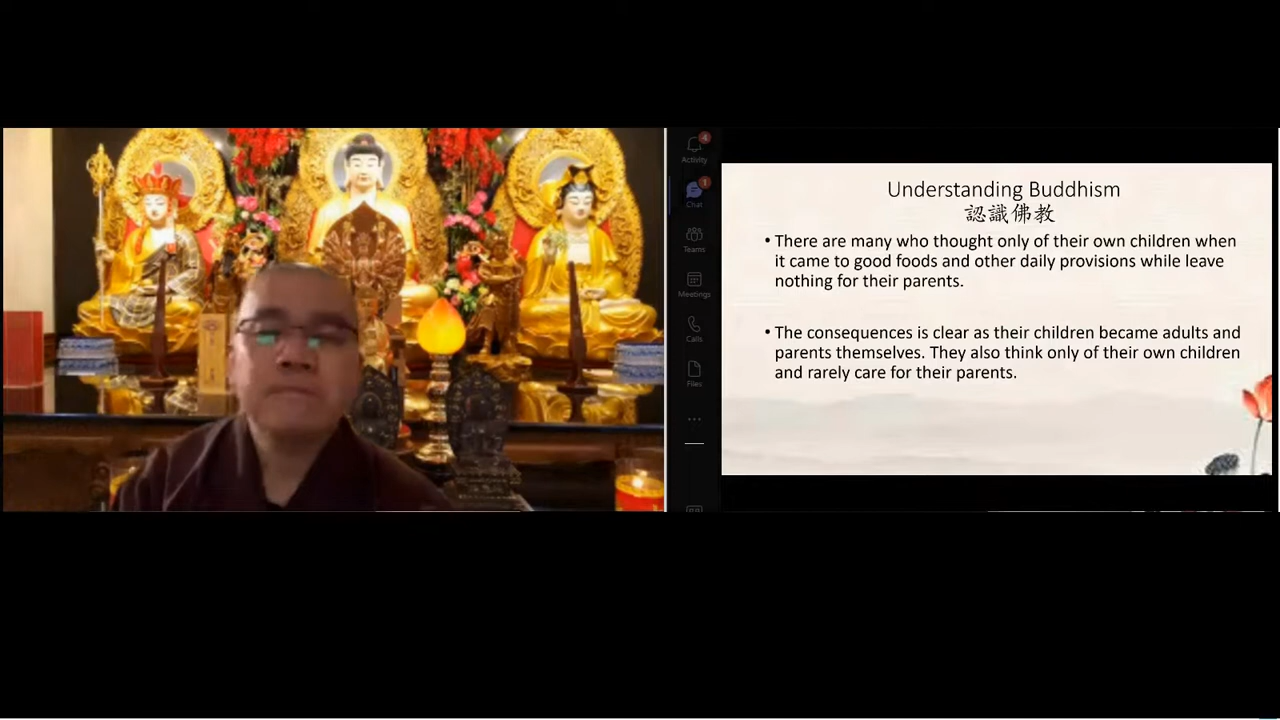 4
Activity
1
Chat
Teams
Meetings
Calls
Files
Understanding Buddhism
認識佛教
• There are many who thought only of their own children when
it came to good foods and other daily provisions while leave
nothing for their parents.
• The consequences is clear as their children became adults and
parents themselves. They also think only of their own children
and rarely care for their parents.